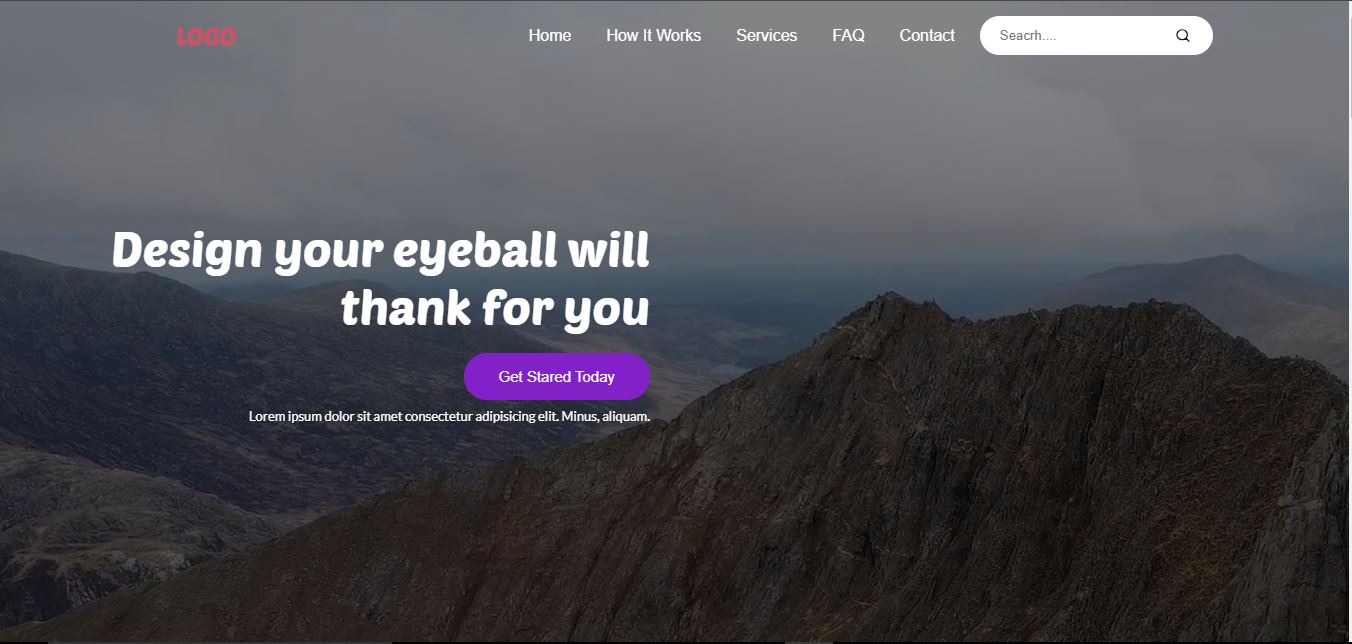 LOGO
Home How It Works Services FAQ Contact Seacrh....
Design your eyeball will
thank for you
Get Stared Today
Lorem ipsum dolor sit amet consectetur adipisicing elit. Minus, aliquam.